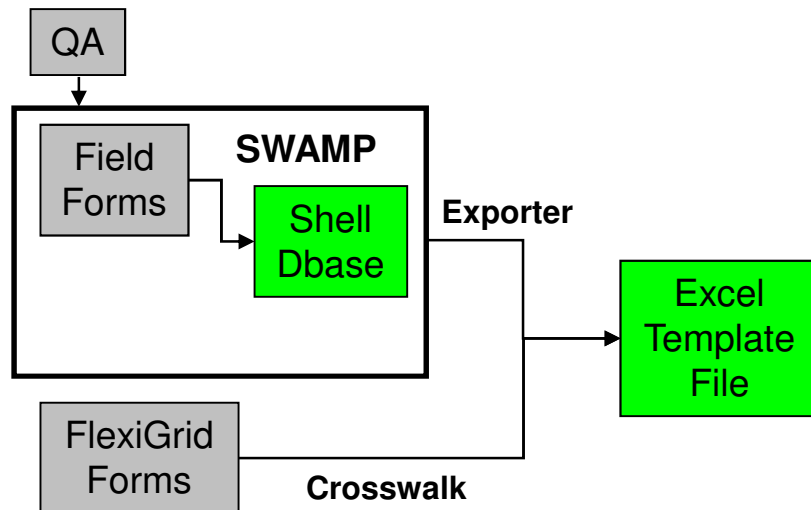 QA
Field
Forms
SWAMP
Shell
Dbase
Exporter
Excel
Template
File
FlexiGrid
Forms
Crosswalk